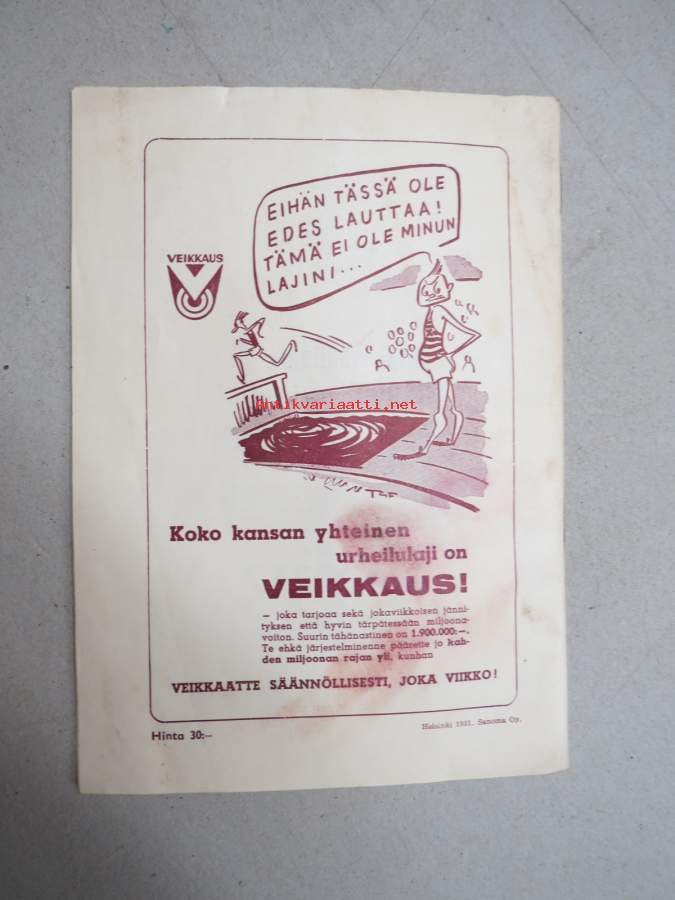 EIHÄN TÄSSÄ OLE
EDES LAUTTAA!
TÄMÄ EI OLE MINUN
LAJINI...
VEIKKAUS
Antikvariaatti.net
Koko kansan yhteinen
urheilulaji on
VEIKKAUS!
— joka tarjoaa sekä jokaviikkoisen jänni-
tyksen että hyvin tärpätessään miljoona-
voiton. Suurin tähänastinen on 1.900.000:—.
Te ehkä järjestelminenne pääsette jo kah-
den miljoonan rajan yli, kunhan
VEIKKAATTE SÄÄNNÖLLISESTI, JOKA VIIKKO!
Hinta 30:—
Helsinki 1951. Sanoma Oy.